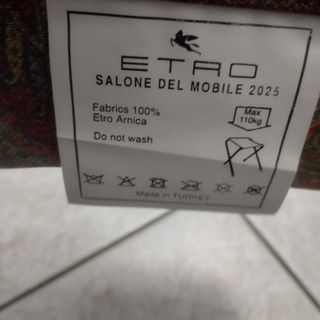 ETRO
SALONE DEL MOBILE 2025
Fabrics 100%
Etro Arnica
Do not wash
Max
110kg
Made in TURKEY